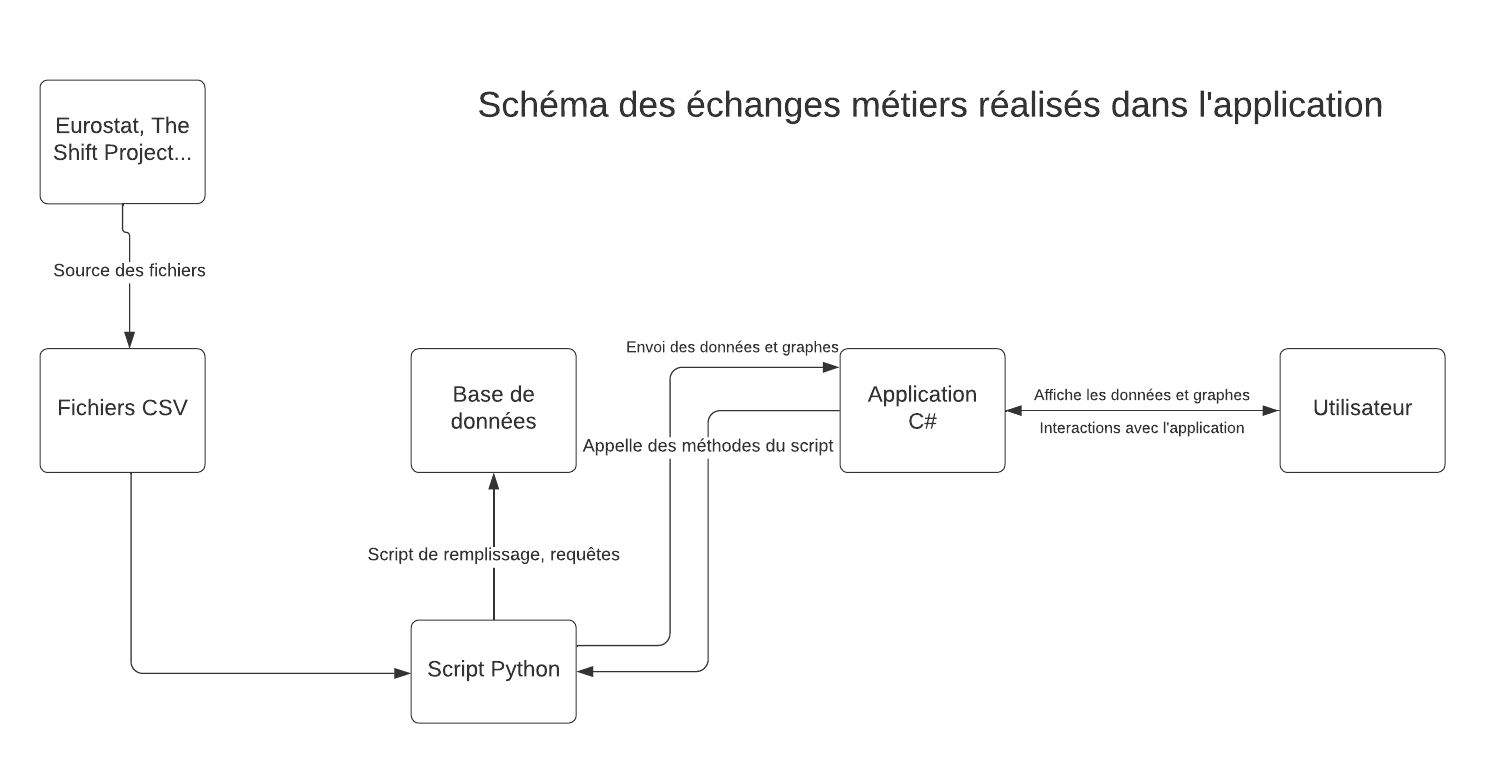 Schéma des échanges métiers réalisés dans l'application
Eurostat, The
Shift Project...
Source des fichiers
Fichiers CSV
Base de
données
Envoi des données et graphes
Appelle des méthodes du script
Application
C#
Affiche les données et graphes
Interactions avec l'application
Utilisateur
Script de remplissage, requêtes
Script Python